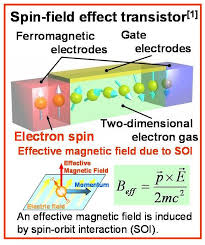 Spin-field effect transistor[1]
Ferromagnetic electrodes
Gate electrodes
Electron spin
Two-dimensional electron gas
Effective magnetic field due to SOI
Effective Magnetic Field
Momentum
Electric field
B_eff = (p⃗ × E⃗) / 2mc²
An effective magnetic field is induced
by spin-orbit interaction (SOI).